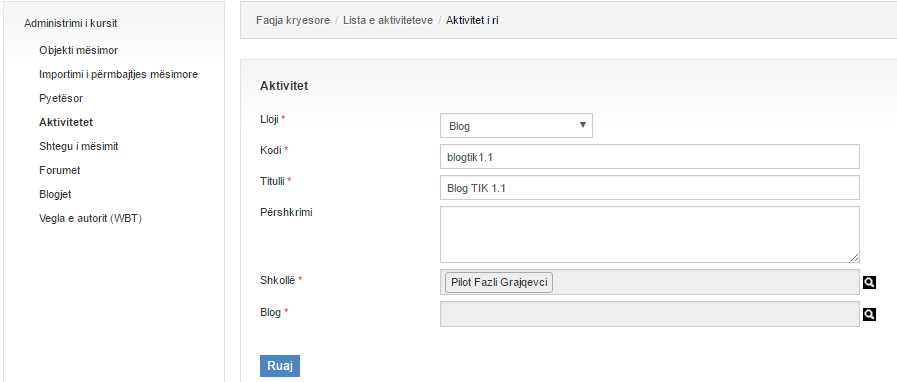 Administrimi i kursit
Objekti mësimor
Importimi i përmbajtjes mësimore
Pyetësor
Aktivitetet
Shtegu i mësimit
Forumet
Blogjet
Vegla e autorit (WBT)
Faqja kryesore / Lista e aktiviteteve / Aktivitet i ri
Aktivitet
Lloji * Blog
Kodi * blogtik1.1
Titulli * Blog TIK 1.1
Përshkrimi
Shkollë * Pilot Fazli Grajqevci
Blog *
Ruaj